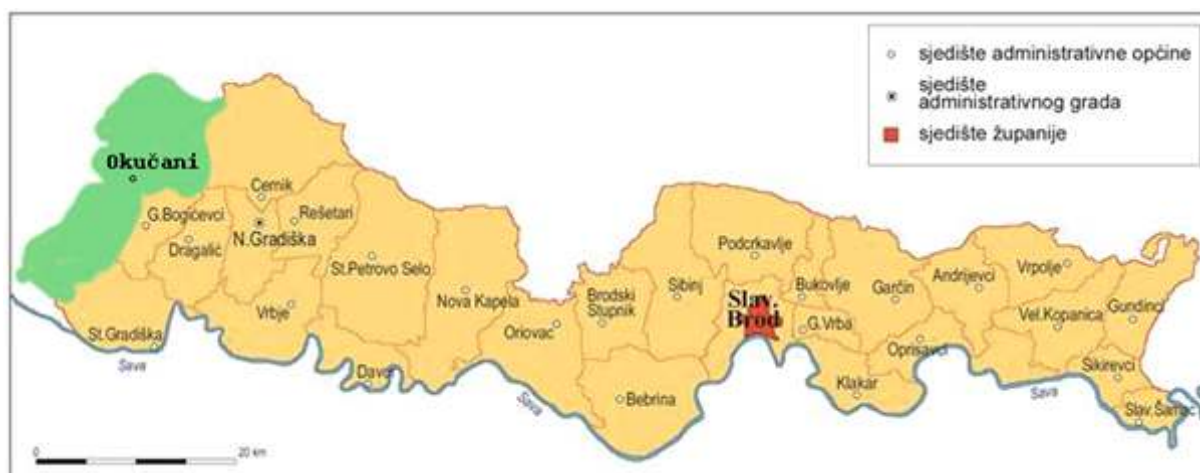 sjedište administrativne općine
sjedište
administrativnog grada
sjedište županije
Okučani
Cernik
G.Bogićevci
Rešetari
N.Gradiška
Dragalić
St.Petrovo Selo
Podcrkavlje
Andrijevci
Vrpolje
Sibinj
Bukovlje
Garčin
Nova Kapela
Brodski
Stupnik
Slav.
Brod
Gundinci
Vrbje
Oriovac
G.Vrba
Vel.Kopanica
St.Gradiška
Oprisavci
Sava
Davor
Klakar
Sikirevci
Sava
Bebrina
Sava
Slav.Šamac
0
20 km